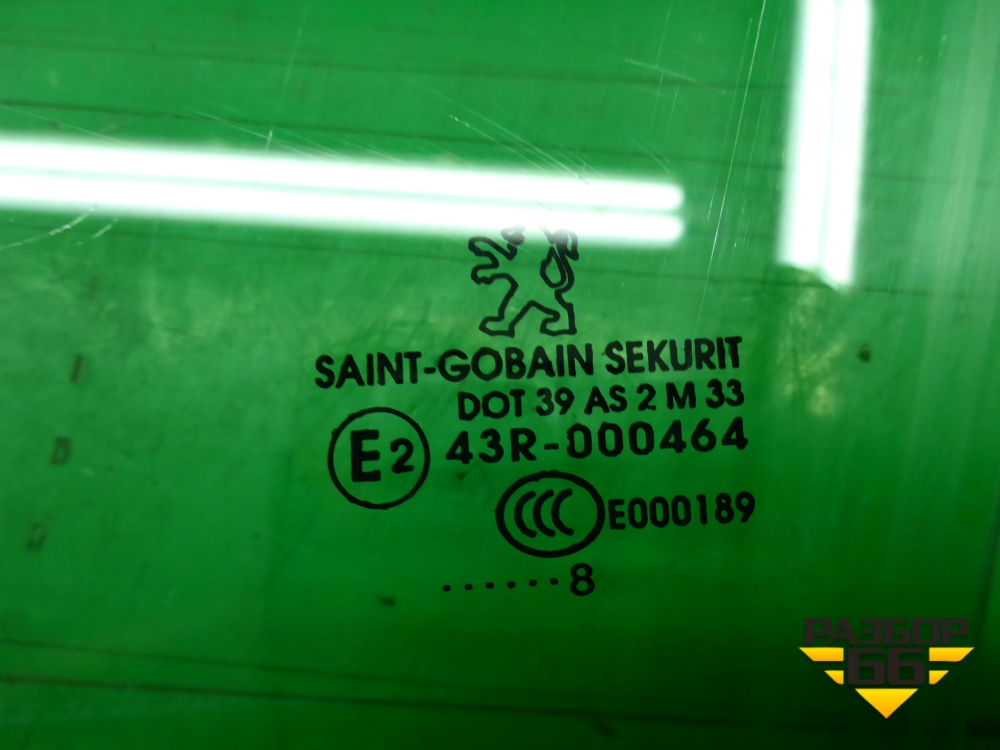 SAINT-GOBAIN SEKURIT
DOT 39 AS 2 M 33
E2 43R-000464
CCC E000189
......8
РАЗБОР
66